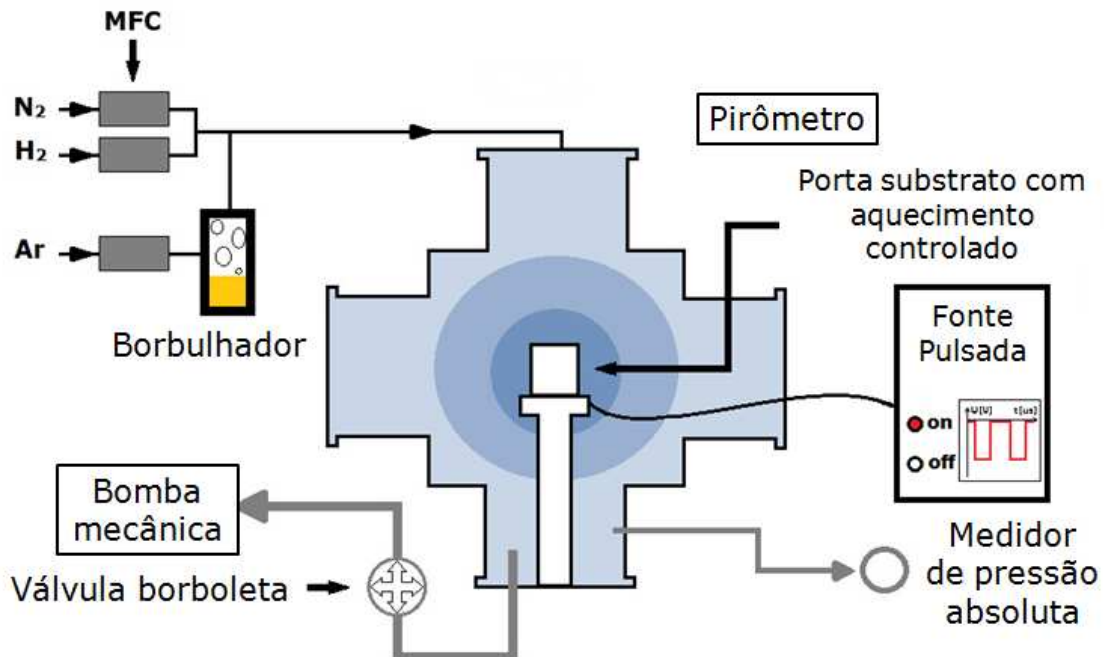 MFC
N₂
H₂
Ar
Borbulhador
Pirômetro
Porta substrato com
aquecimento
controlado
Fonte
Pulsada
on
off
U[V]
t[us]
Bomba
mecânica
Válvula borboleta
Medidor
de pressão
absoluta